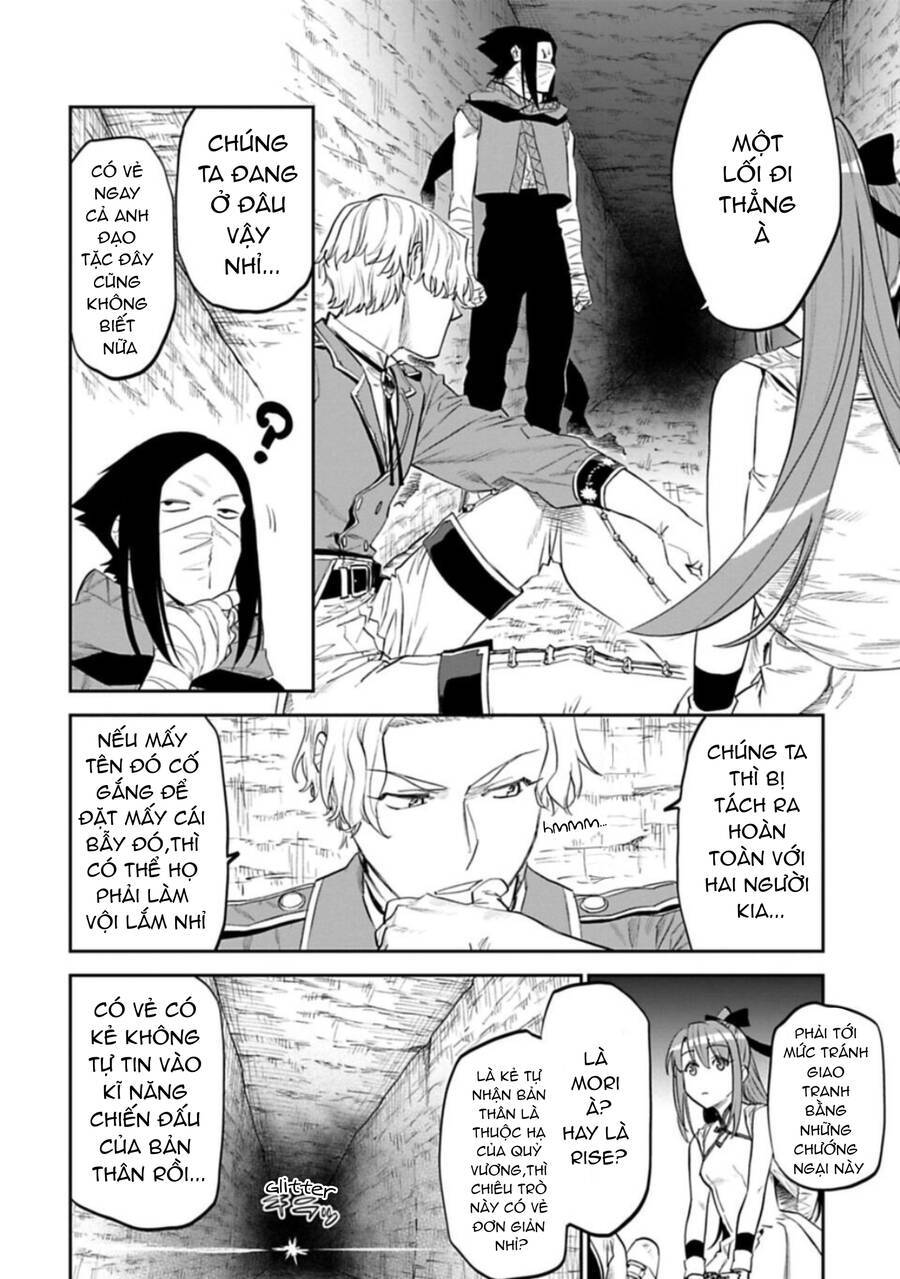 MỘT
LỐI ĐI
THẲNG
À
CHÚNG
TA ĐANG
Ở ĐÂU
VẬY NHỈ...
CÓ VẺ
NGAY
CẢ ANH
ĐẠO
TẶC ĐÂY
CŨNG
KHÔNG
BIẾT
NỮA
?
CHÚNG TA
THÌ BỊ
TÁCH RA
HOÀN
TOÀN VỚI
HAI NGƯỜI
KIA...
hmmm...
NẾU MẤY
TÊN ĐÓ CỐ
GẮNG ĐỂ
ĐẶT MẤY CÁI
BẪY ĐÓ,THÌ
CÓ THỂ HỌ
PHẢI LÀM
VỘI LẮM NHỈ
PHẢI TỚI
MỨC TRÁNH
GIAO
TRANH
BẰNG
NHỮNG
CHƯỚNG
NGẠI NÀY
LÀ
MORI
À?
HAY LÀ
RISE?
LÀ KẺ TỰ
NHẬN BẢN
THÂN LÀ
THUỘC HẠ
CỦA QUỶ
VƯƠNG,THÌ
CHIÊU TRÒ
NÀY CÓ VẺ
ĐƠN GIẢN
NHỈ?
CÓ VẺ CÓ
KẺ KHÔNG
TỰ TIN VÀO
KĨ NĂNG
CHIẾN ĐẤU
CỦA BẢN
THÂN RỒI...
Glitter